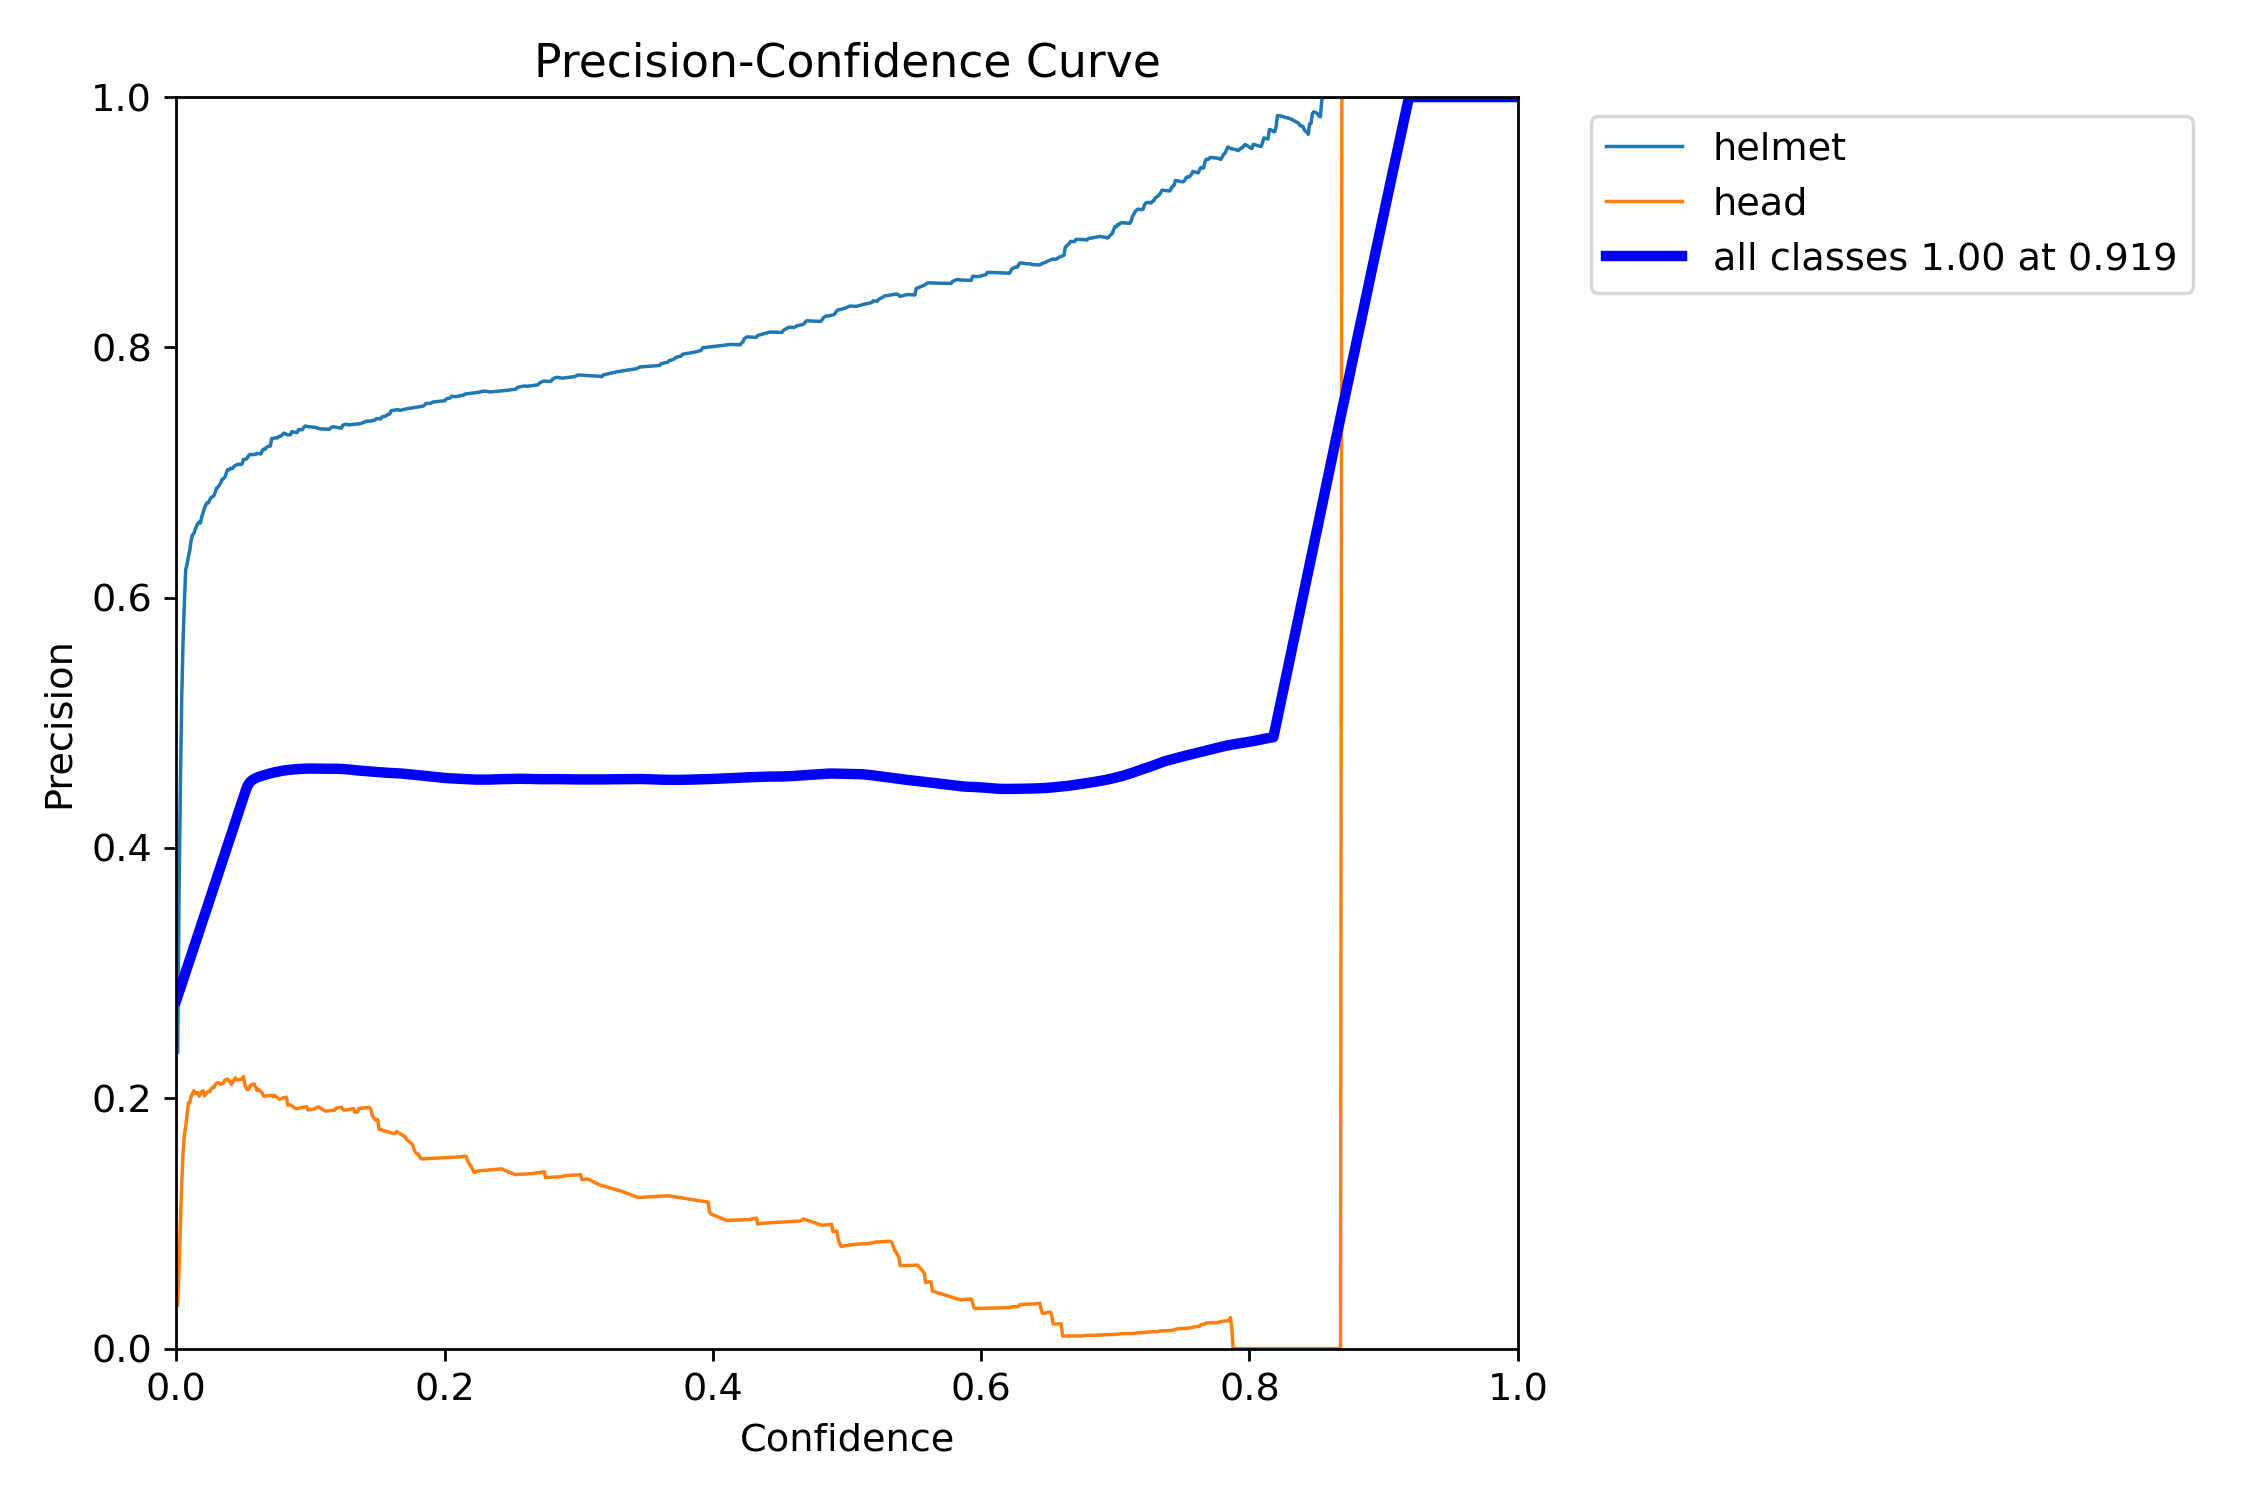 Precision-Confidence Curve
1.0
0.8
0.6
0.4
0.2
0.0
Precision
0.0 0.2 0.4 0.6 0.8 1.0
Confidence
helmet
head
all classes 1.00 at 0.919